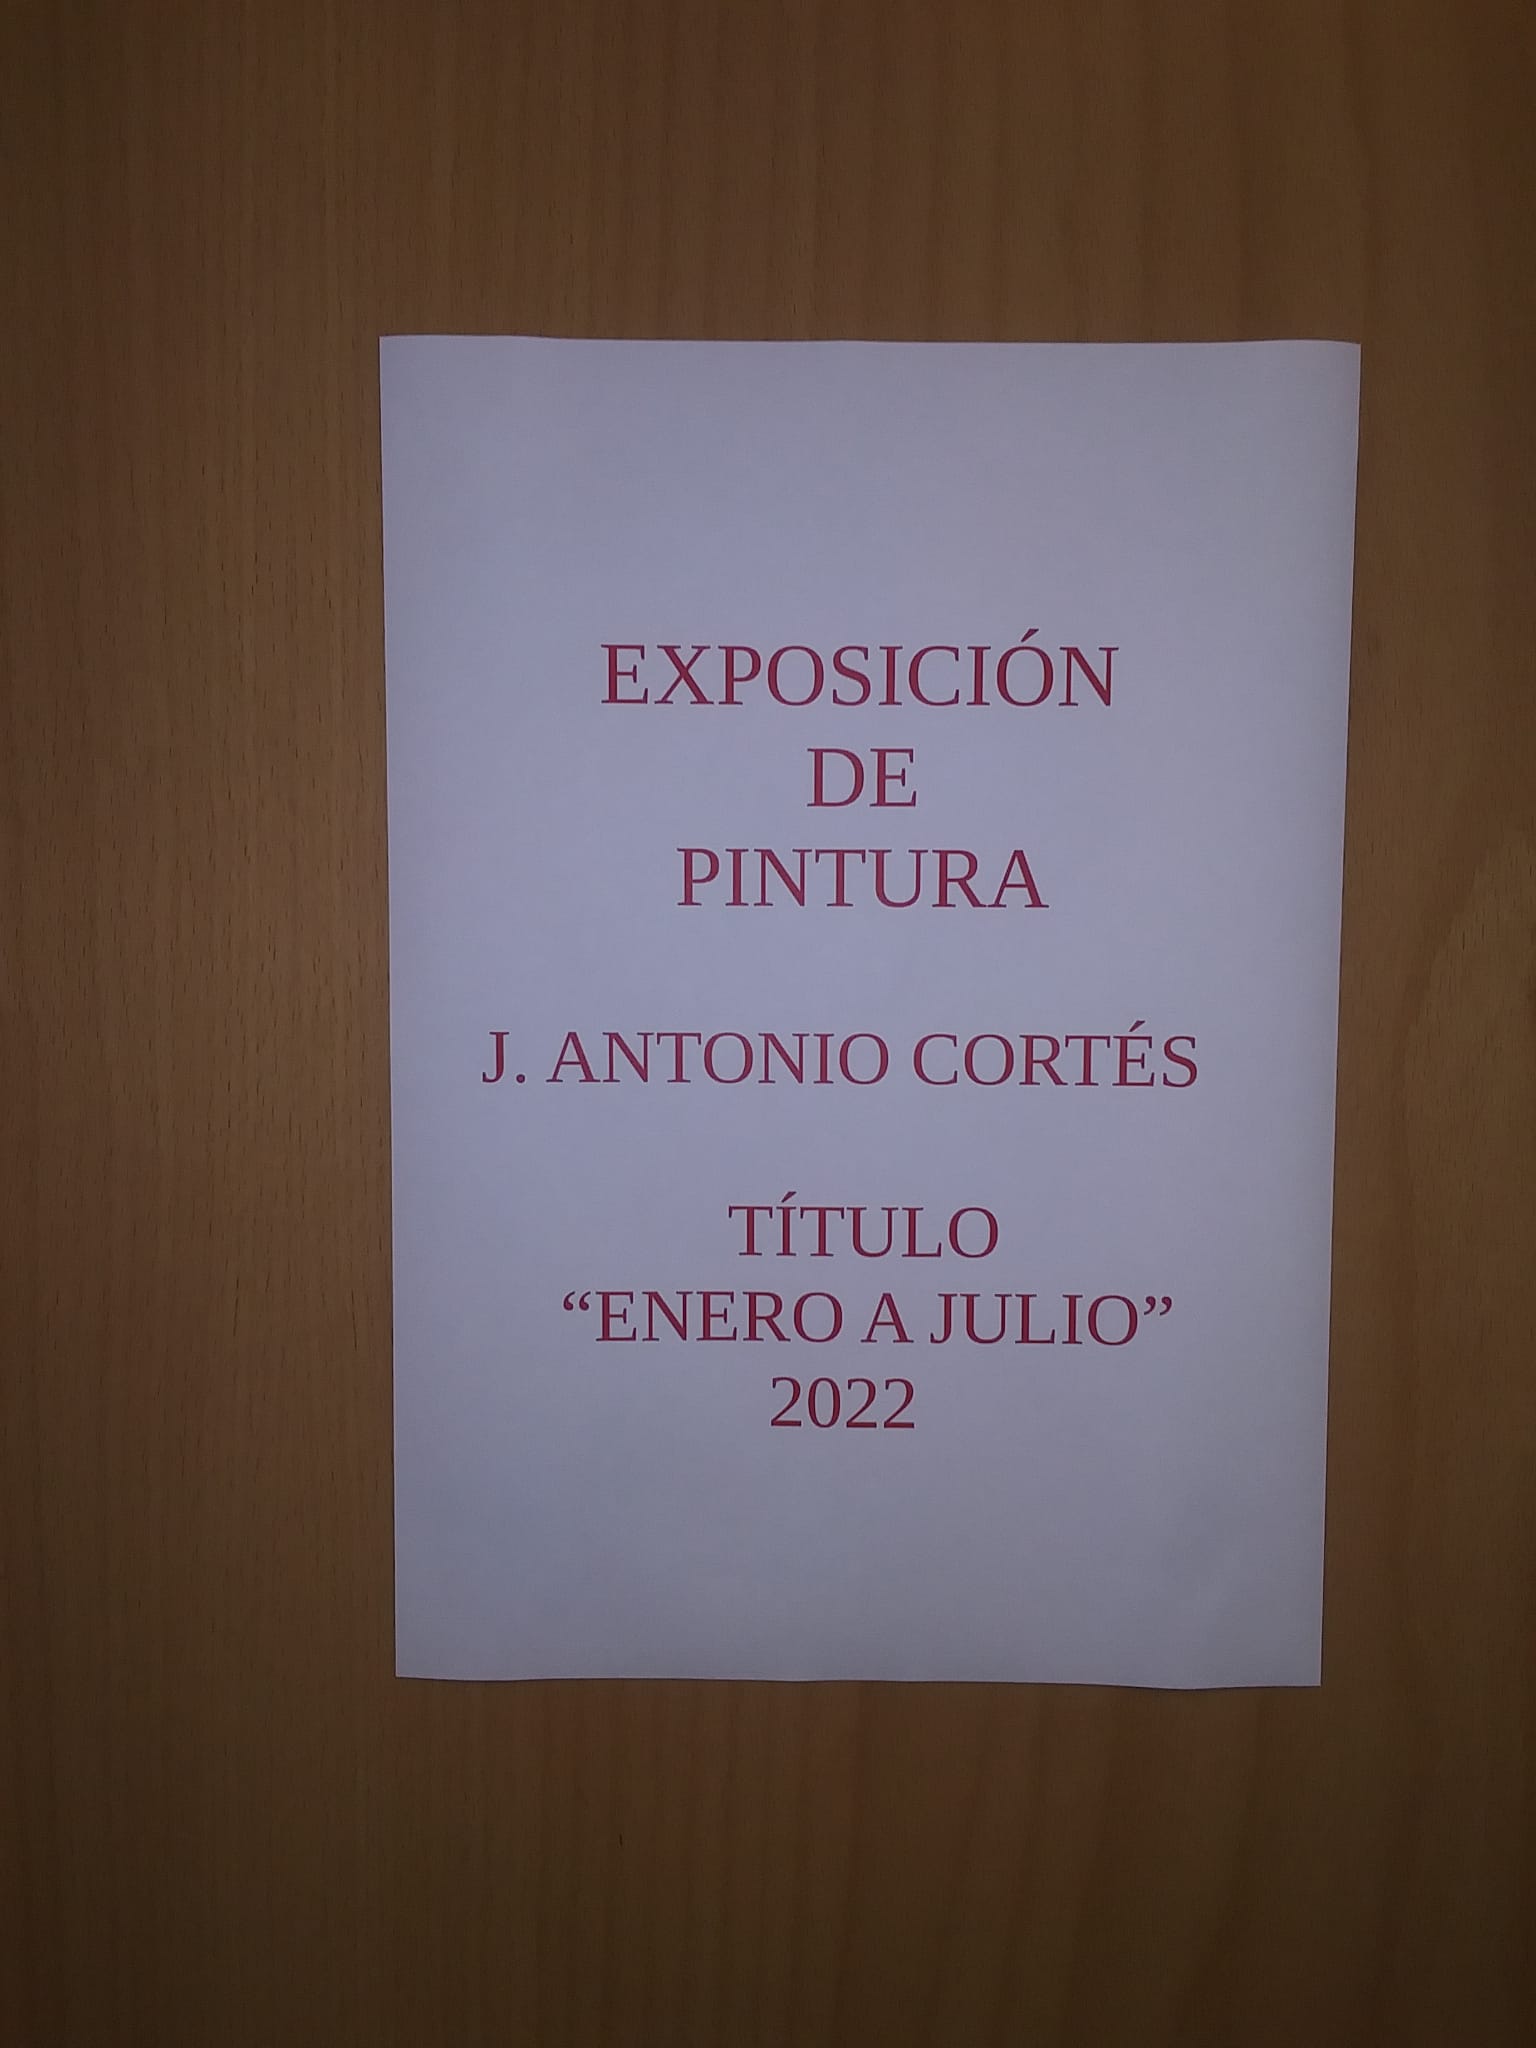 EXPOSICIÓN
DE
PINTURA
J. ANTONIO CORTÉS
TÍTULO
“ENERO A JULIO”
2022